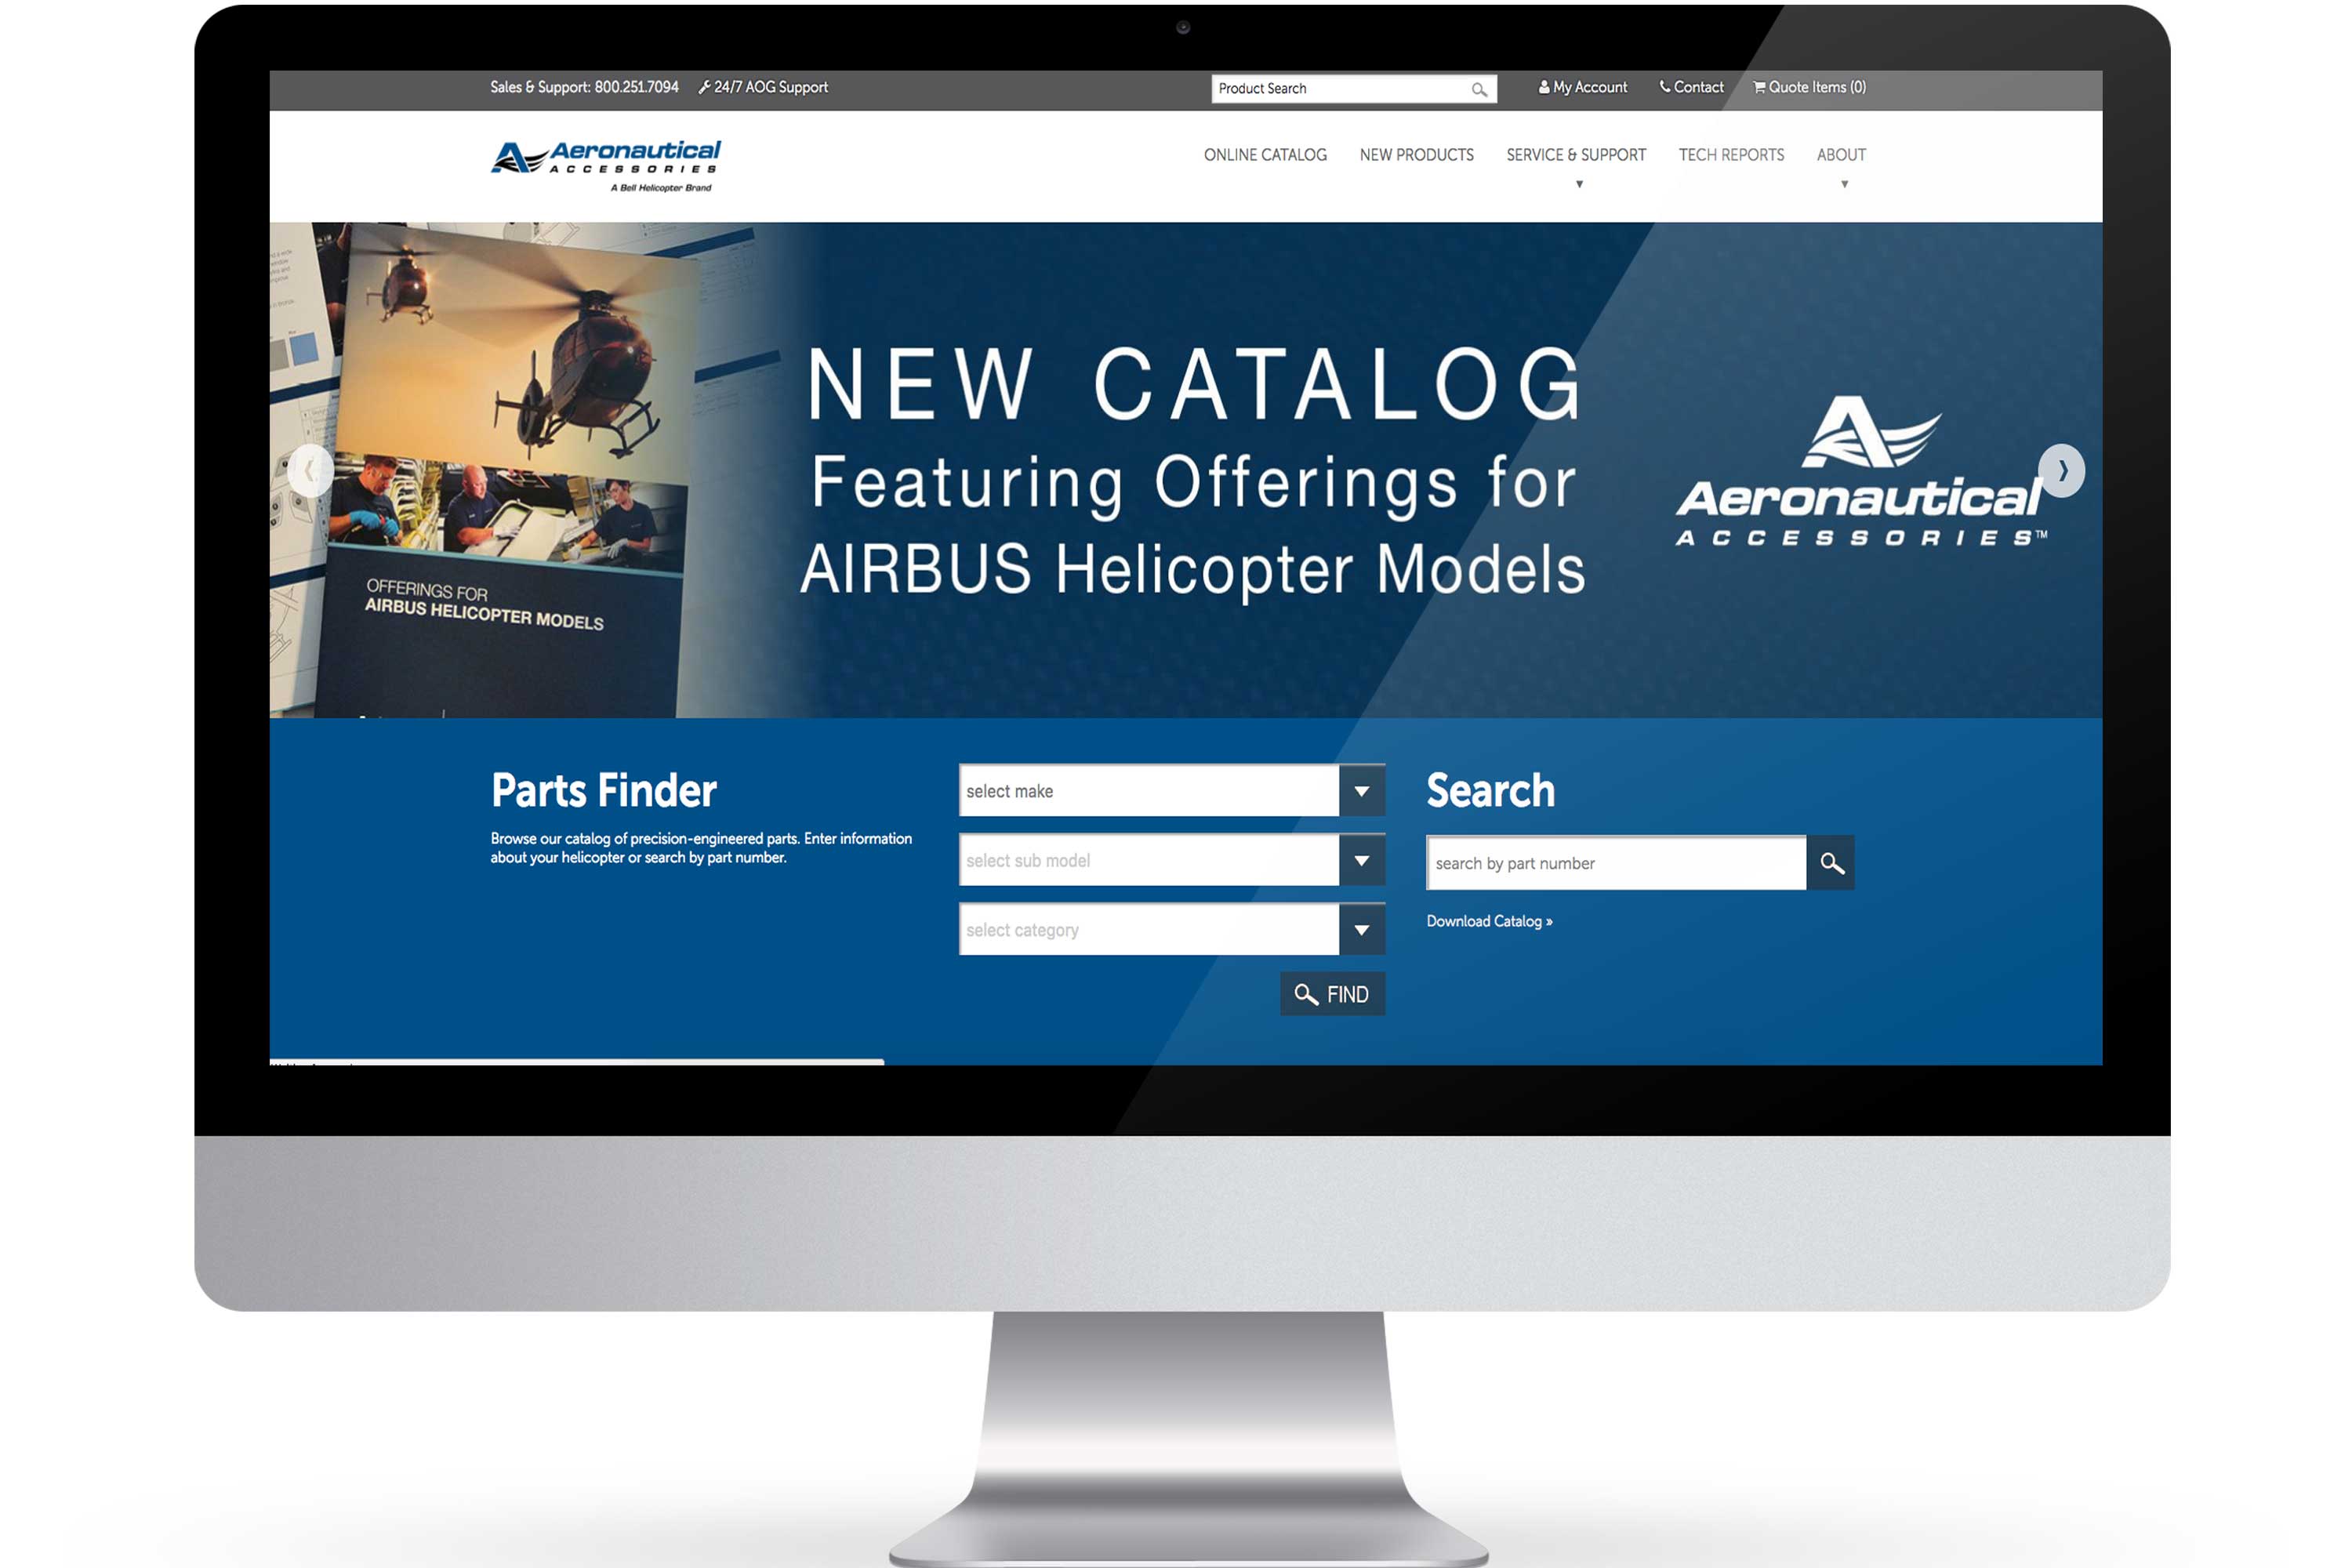 Sales & Support: 800.251.7094
24/7 AOG Support
Product Search
My Account
Contact
Quote Items (0)
Aeronautical
ACCESSORIES
A Bell Helicopter Brand
ONLINE CATALOG
NEW PRODUCTS
SERVICE & SUPPORT
TECH REPORTS
ABOUT
OFFERINGS FOR
AIRBUS HELICOPTER MODELS
NEW CATALOG
Featuring Offerings for
AIRBUS Helicopter Models
Aeronautical
ACCESSORIES™
Parts Finder
Browse our catalog of precision-engineered parts. Enter information
about your helicopter or search by part number.
select make
select sub model
select category
FIND
Search
search by part number
Download Catalog »